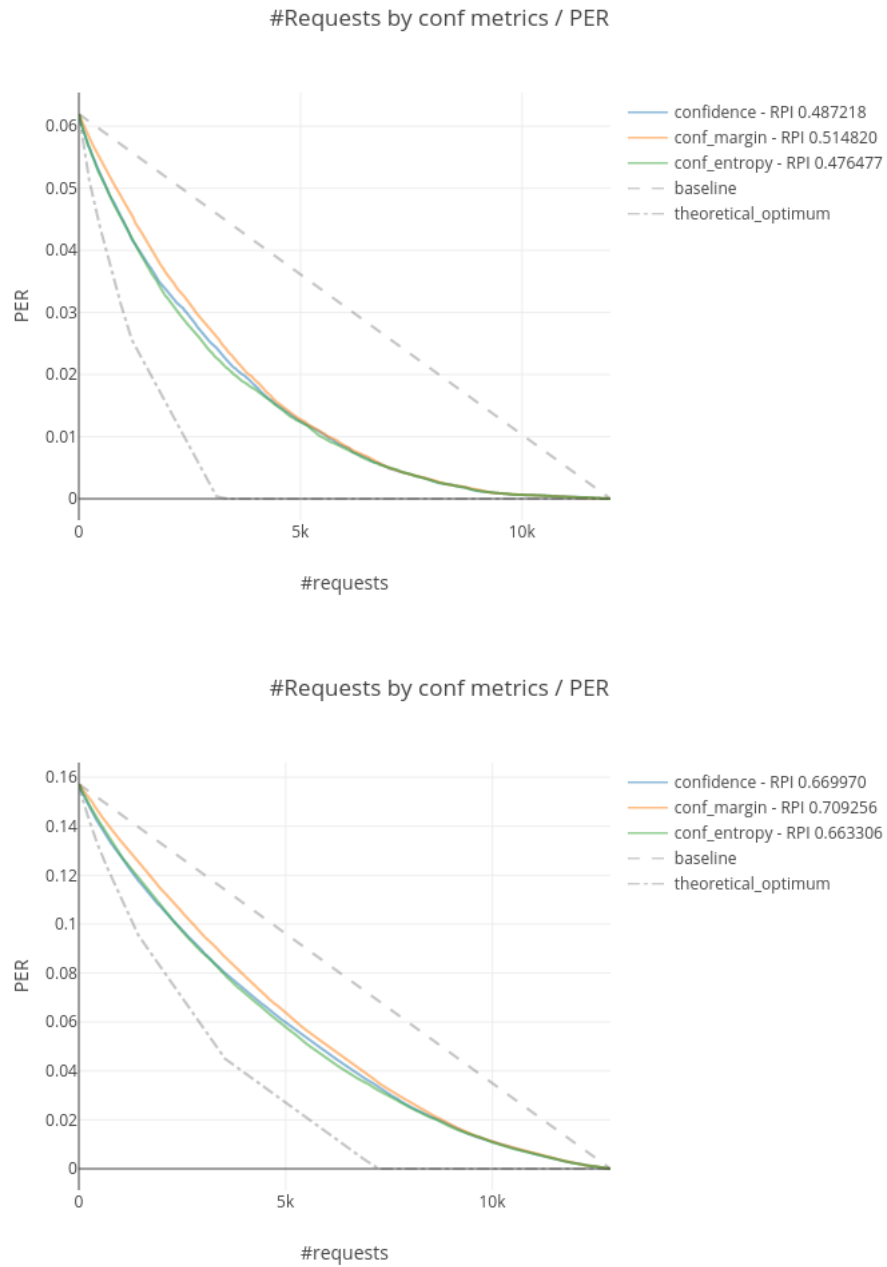 #Requests by conf metrics / PER
confidence - RPI 0.487218
conf_margin - RPI 0.514820
conf_entropy - RPI 0.476477
baseline
theoretical_optimum
0.06
0.05
0.04
0.03
0.02
0.01
0
PER
0 5k 10k
#requests
#Requests by conf metrics / PER
confidence - RPI 0.669970
conf_margin - RPI 0.709256
conf_entropy - RPI 0.663306
baseline
theoretical_optimum
0.16
0.14
0.12
0.1
0.08
0.06
0.04
0.02
0
PER
0 5k 10k
#requests